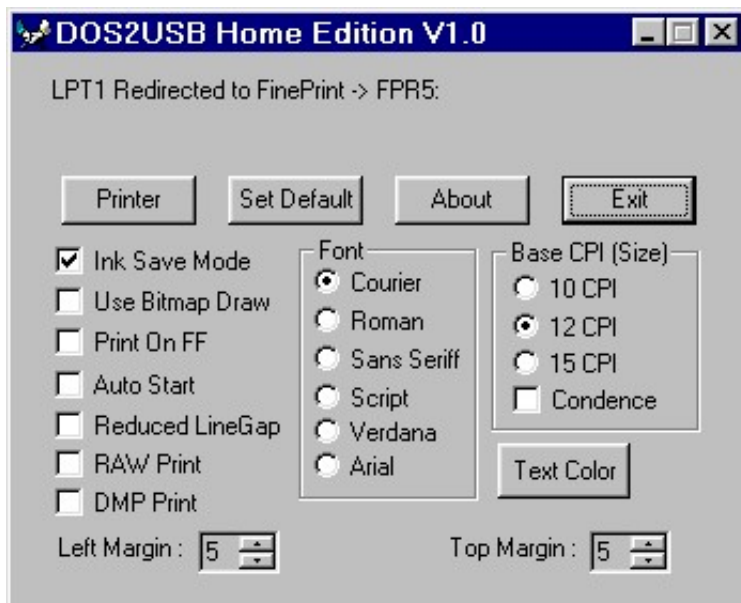 DOS2USB Home Edition V1.0
LPT1 Redirected to FinePrint -> FPR5:
Printer Set Default About Exit
Ink Save Mode
Use Bitmap Draw
Print On FF
Auto Start
Reduced LineGap
RAW Print
DMP Print
Font
Courier
Roman
Sans Seriff
Script
Verdana
Arial
Base CPI (Size)
10 CPI
12 CPI
15 CPI
Condence
Text Color
Left Margin : 5
Top Margin : 5